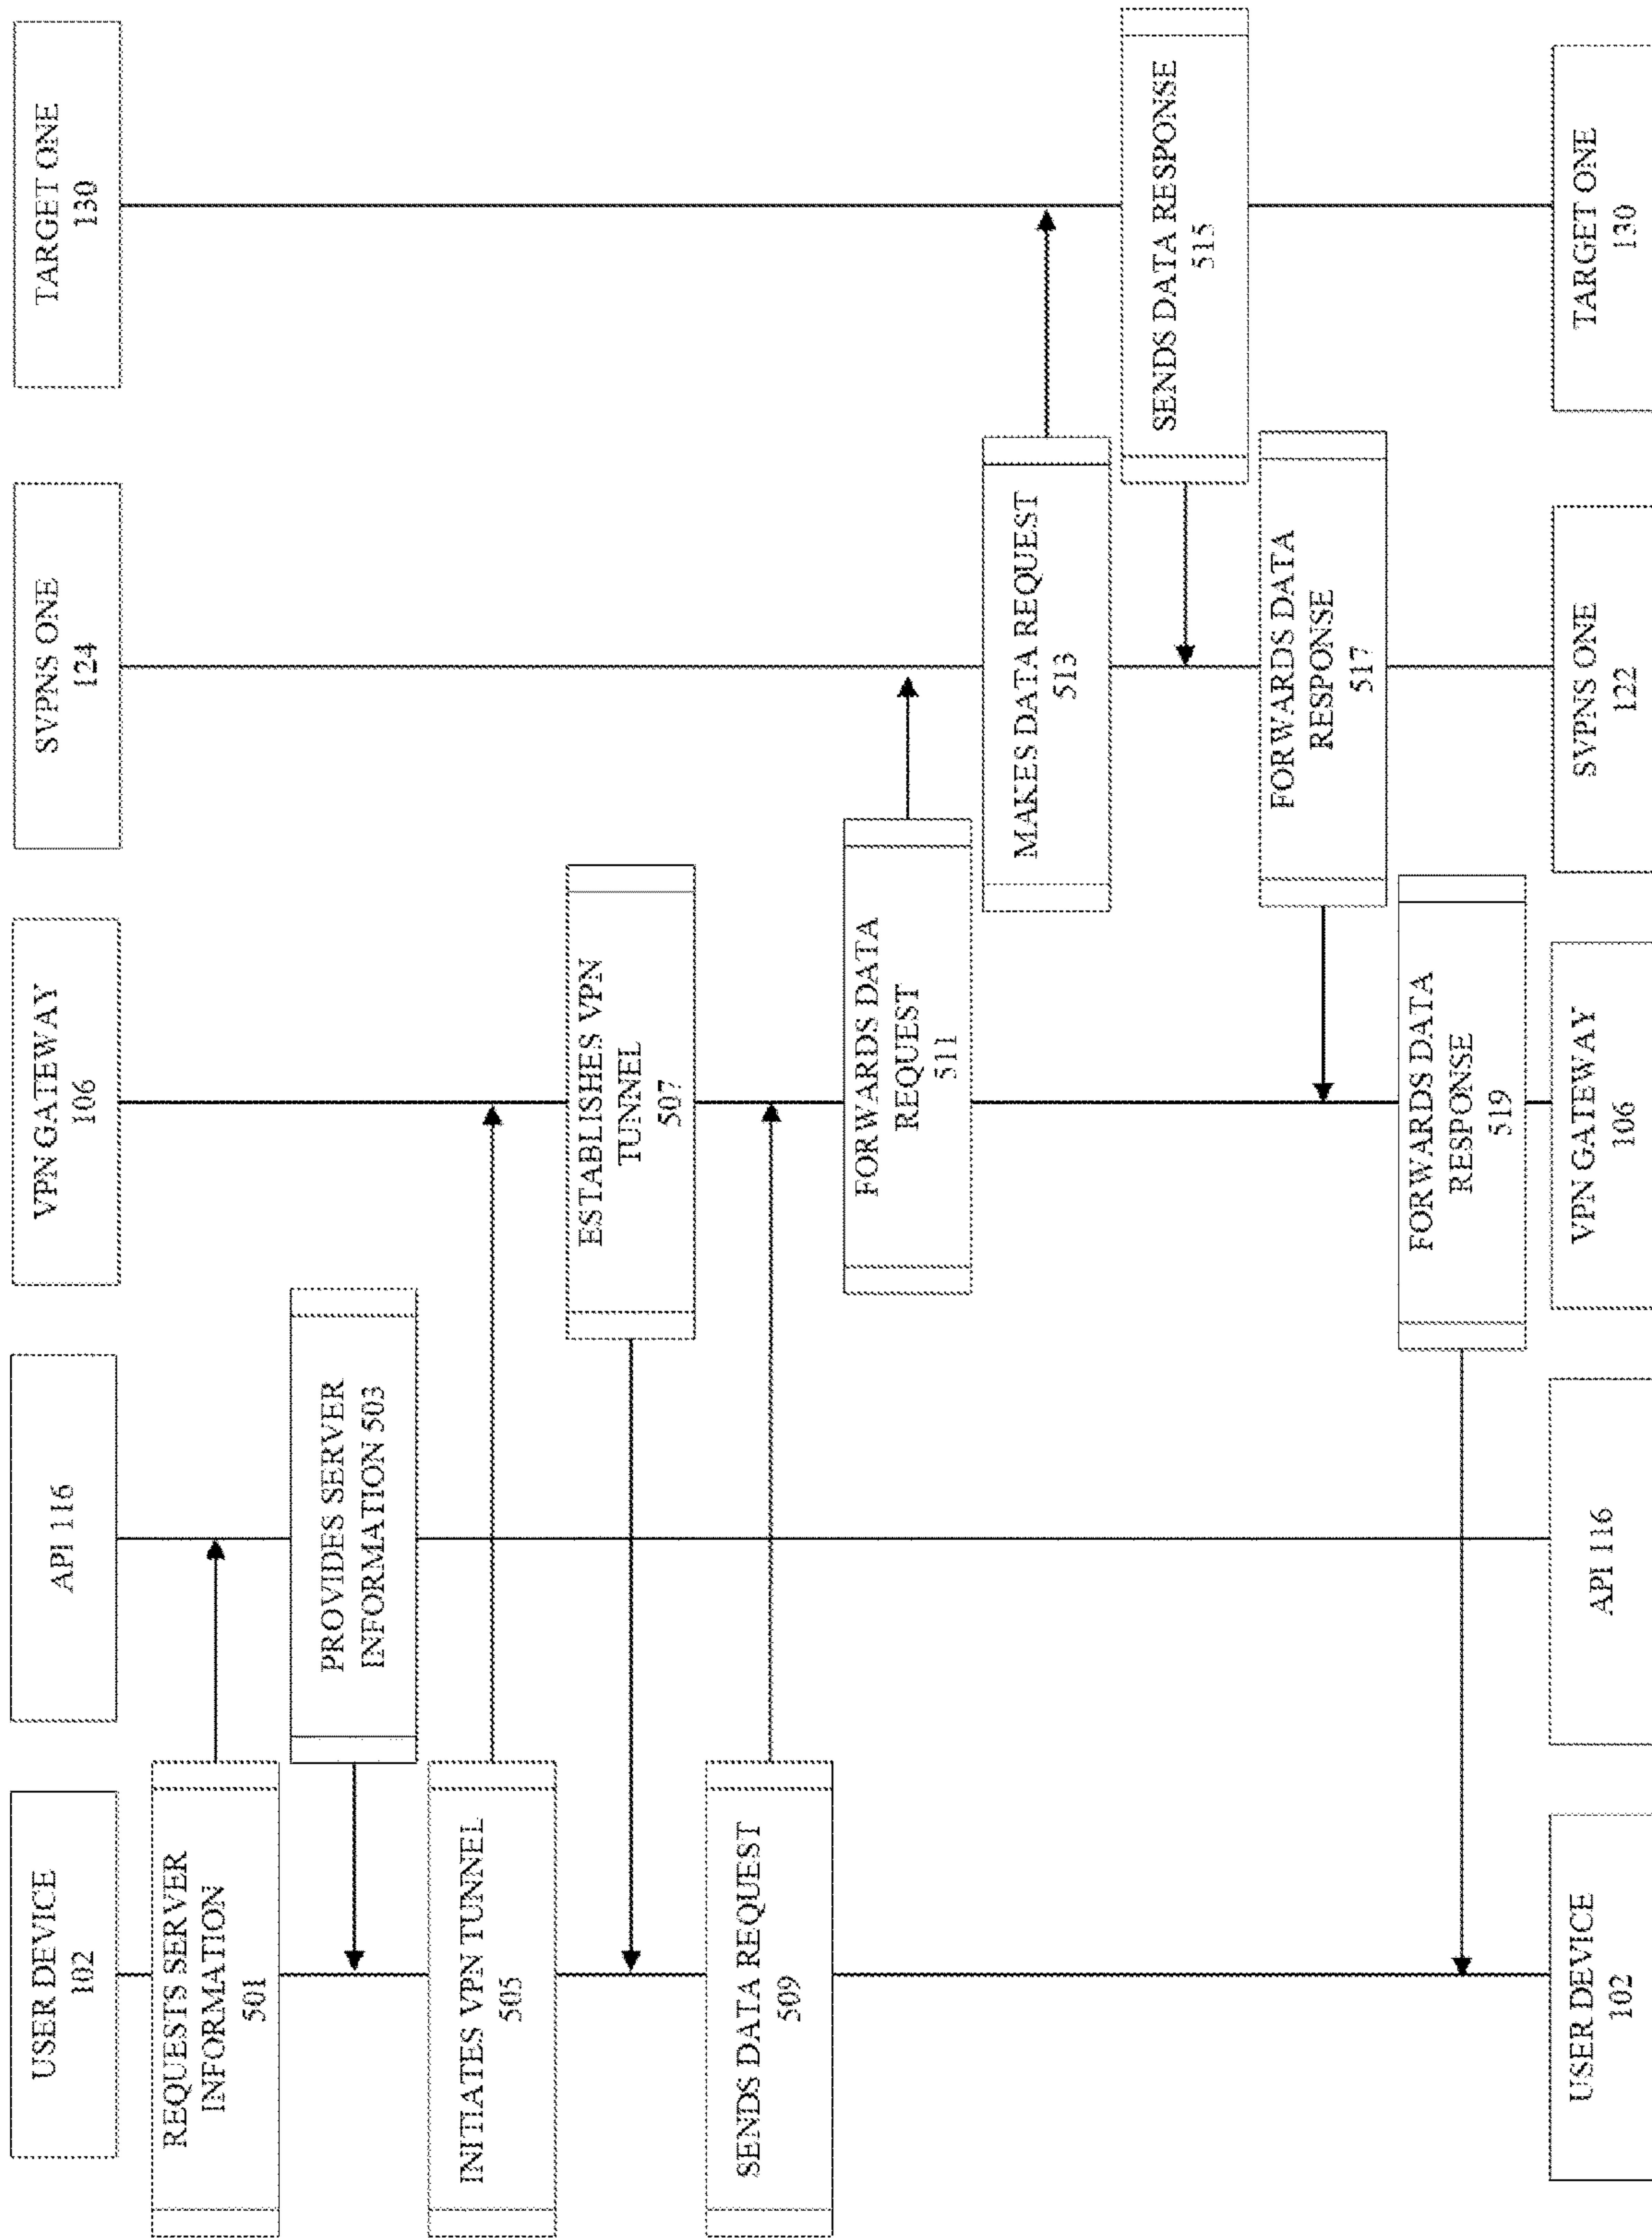 USER DEVICE
102
API 116
VPN GATEWAY
106
SVPNS ONE
124
TARGET ONE
130
REQUESTS SERVER
INFORMATION
501
PROVIDES SERVER
INFORMATION 503
INITIATES VPN TUNNEL
505
ESTABLISHES VPN
TUNNEL
507
SENDS DATA REQUEST
509
FORWARDS DATA
REQUEST
511
MAKES DATA REQUEST
513
SENDS DATA RESPONSE
515
FORWARDS DATA
RESPONSE
517
FORWARDS DATA
RESPONSE
519
USER DEVICE
102
API 116
VPN GATEWAY
106
SVPNS ONE
122
TARGET ONE
130